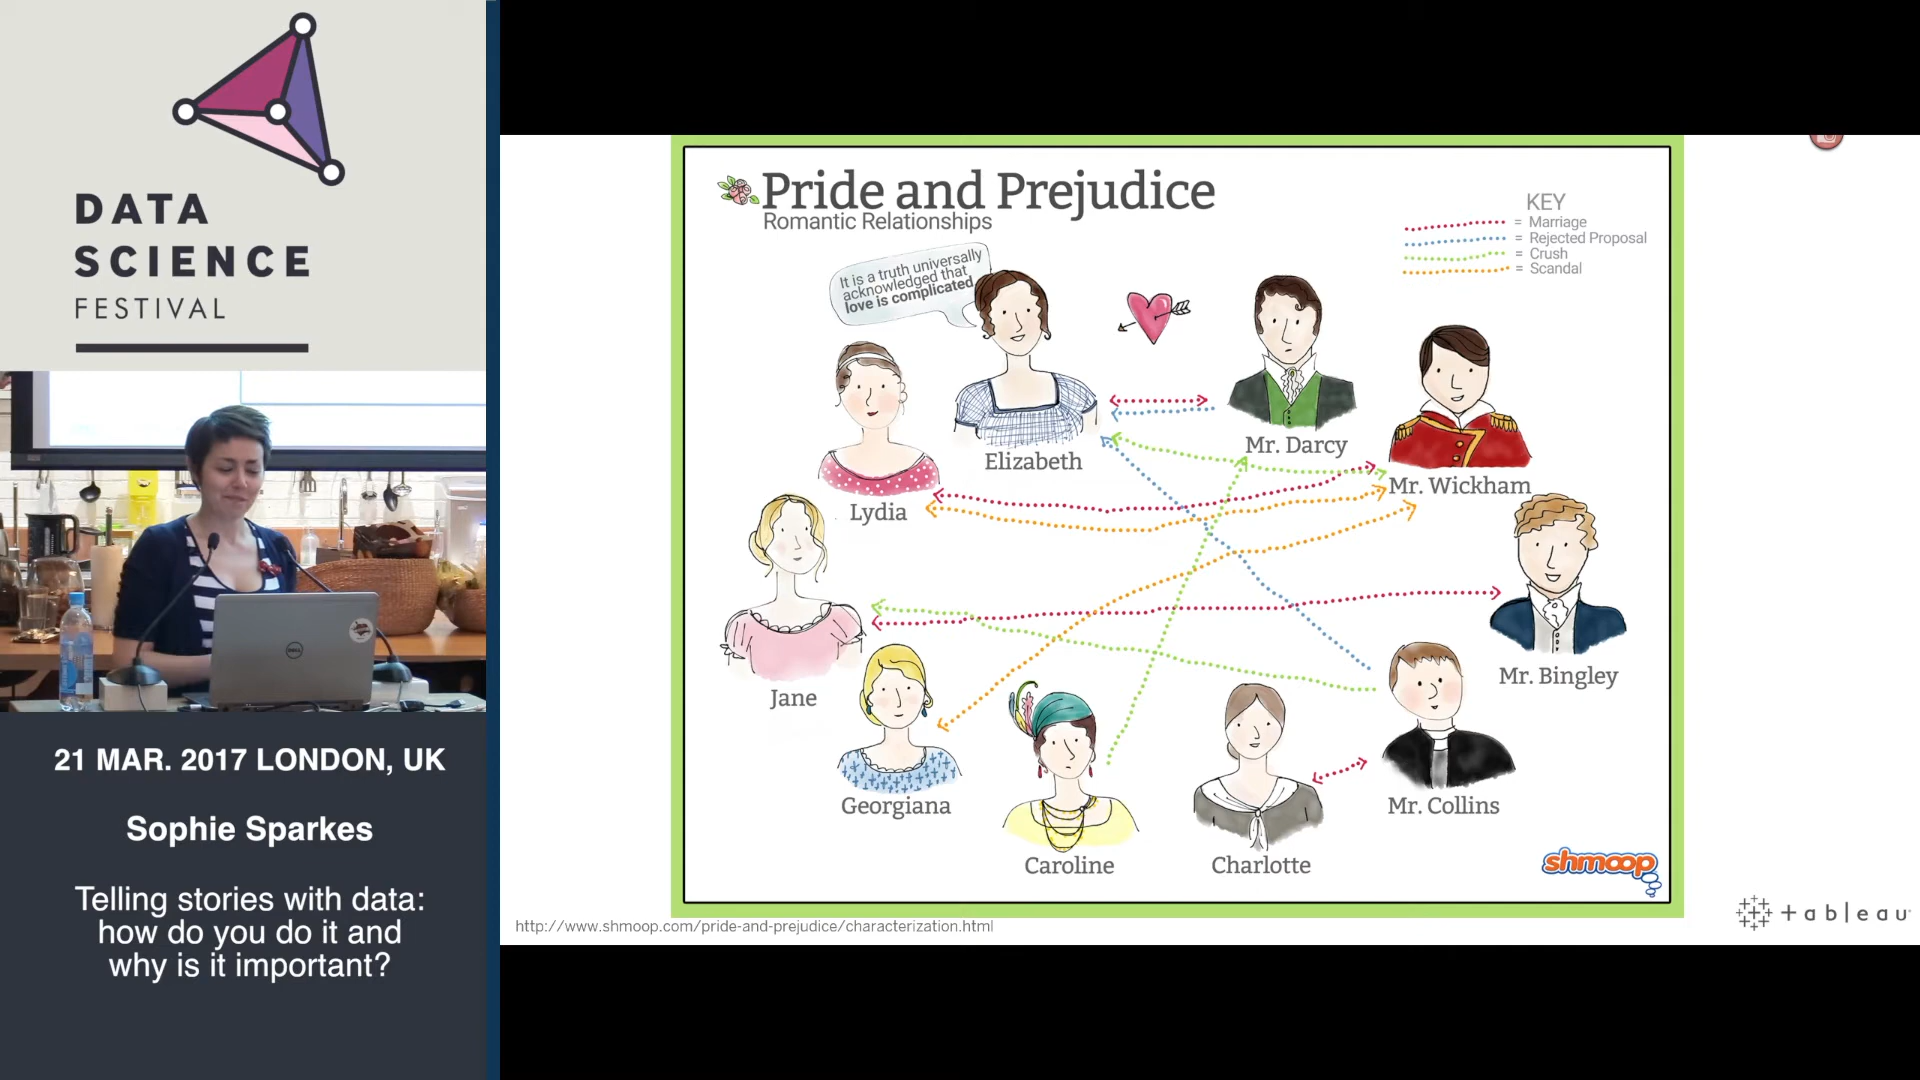 DATA
SCIENCE
FESTIVAL
DELL
21 MAR. 2017 LONDON, UK
Sophie Sparkes
Telling stories with data:
how do you do it and
why is it important?
Pride and Prejudice
Romantic Relationships
KEY
= Marriage
= Rejected Proposal
= Crush
= Scandal
It is a truth universally
acknowledged that
love is complicated
Elizabeth
Mr. Darcy
Mr. Wickham
Lydia
Jane
Mr. Bingley
Georgiana
Mr. Collins
Caroline
Charlotte
shmoop
http://www.shmoop.com/pride-and-prejudice/characterization.html
+ableau